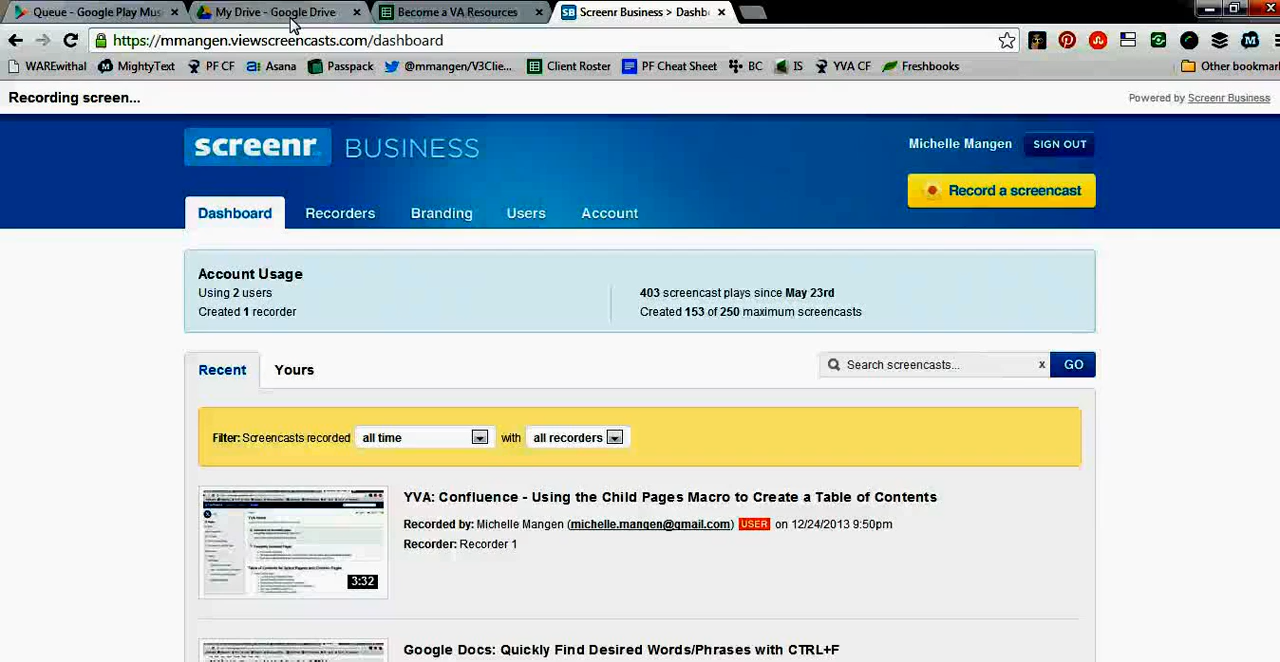 Queue - Google Play Mus
My Drive - Google Drive
Become a VA Resources
SB Screenr Business > Dashb
https://mmangen.viewscreencasts.com/dashboard
WAREwithal MightyText PF CF Asana Passpack @mmangen/V3Clie... Client Roster PF Cheat Sheet BC IS YVA CF Freshbooks Other bookmar
Recording screen...
Powered by Screenr Business
screenr BUSINESS
Michelle Mangen SIGN OUT
Record a screencast
Dashboard Recorders Branding Users Account
Account Usage
Using 2 users
Created 1 recorder
403 screencast plays since May 23rd
Created 153 of 250 maximum screencasts
Recent Yours
Search screencasts... x GO
Filter: Screencasts recorded all time with all recorders
YVA: Confluence - Using the Child Pages Macro to Create a Table of Contents
Recorded by: Michelle Mangen (michelle.mangen@gmail.com) USER on 12/24/2013 9:50pm
Recorder: Recorder 1
3:32
Google Docs: Quickly Find Desired Words/Phrases with CTRL+F